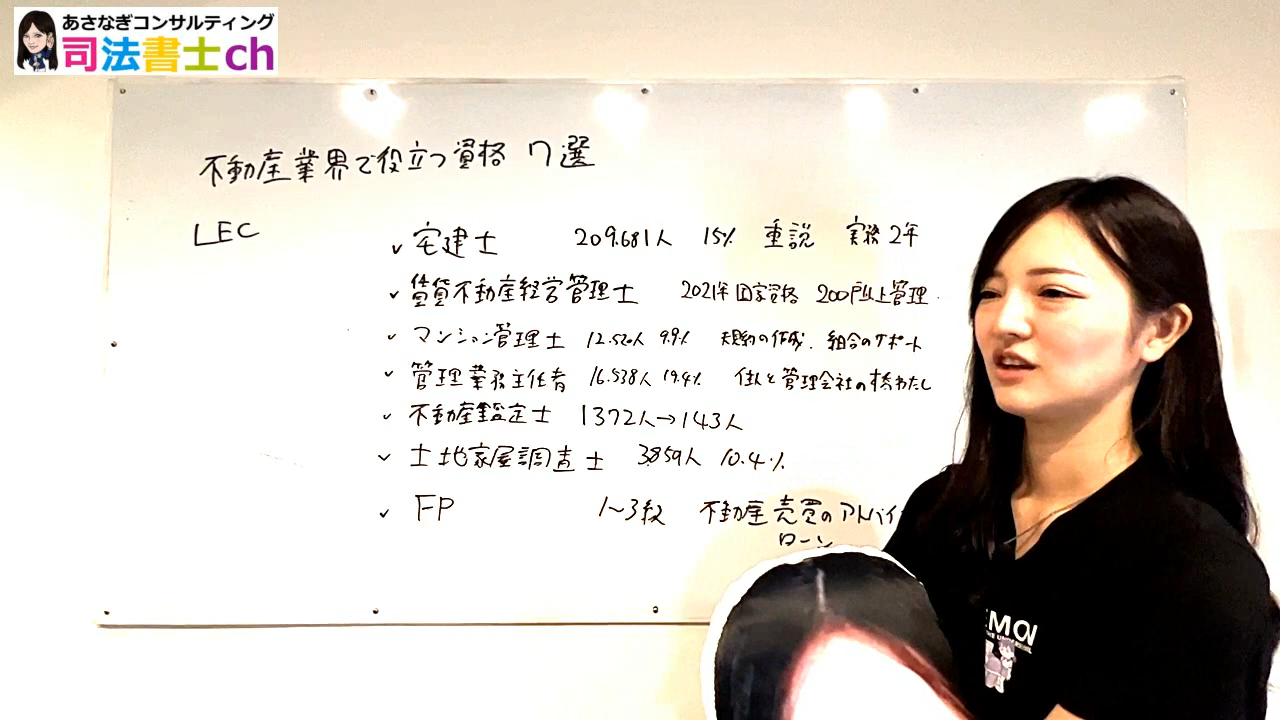 あさなぎコンサルティング
司法書士ch
不動産業界で役立つ資格 7選
LEC
✓ 宅建士 209.681人 15% 重説 実務2年
✓ 賃貸不動産経営管理士 2021年国家資格 200戸以上管理
✓ マンション管理士 12.520人 9.9% 規約の作成. 組合のサポート
✓ 管理業務主任者 16.538人 19.4% 住人と管理会社の橋わたし
✓ 不動産鑑定士 1372人→143人
✓ 土地家屋調査士 3.859人 10.4%
✓ FP 1~3級 不動産売買のアドバイ
ローン